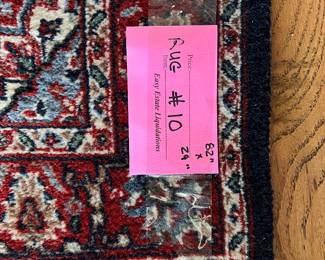 Price
Item
RUG #10
82"
x
29"
Easy Estate Liquidations